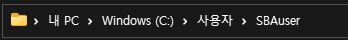 내 PC > Windows (C:) > 사용자 > SBAuser